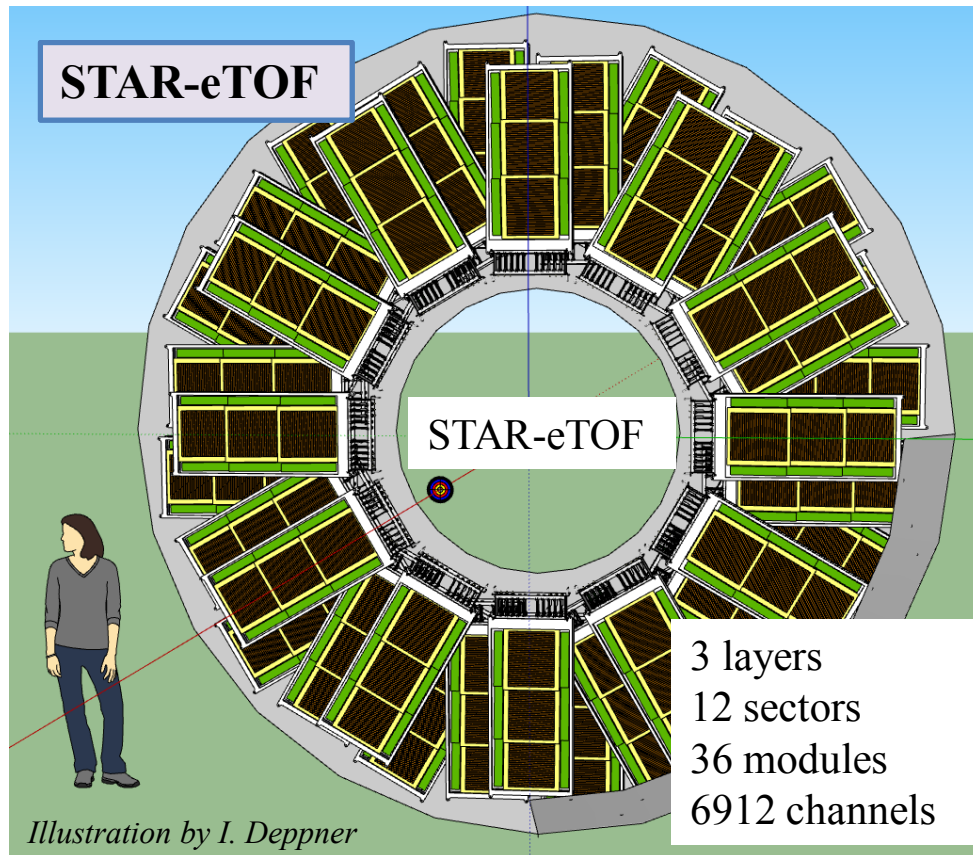 STAR-eTOF
STAR-eTOF
3 layers
12 sectors
36 modules
6912 channels
Illustration by I. Deppner